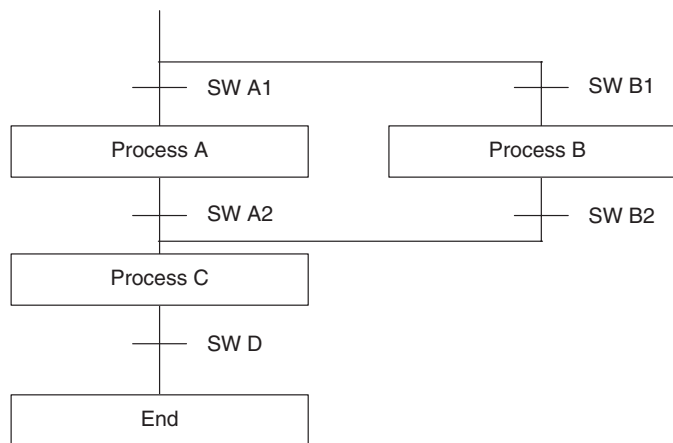 SW A1
SW B1
Process A
Process B
SW A2
SW B2
Process C
SW D
End